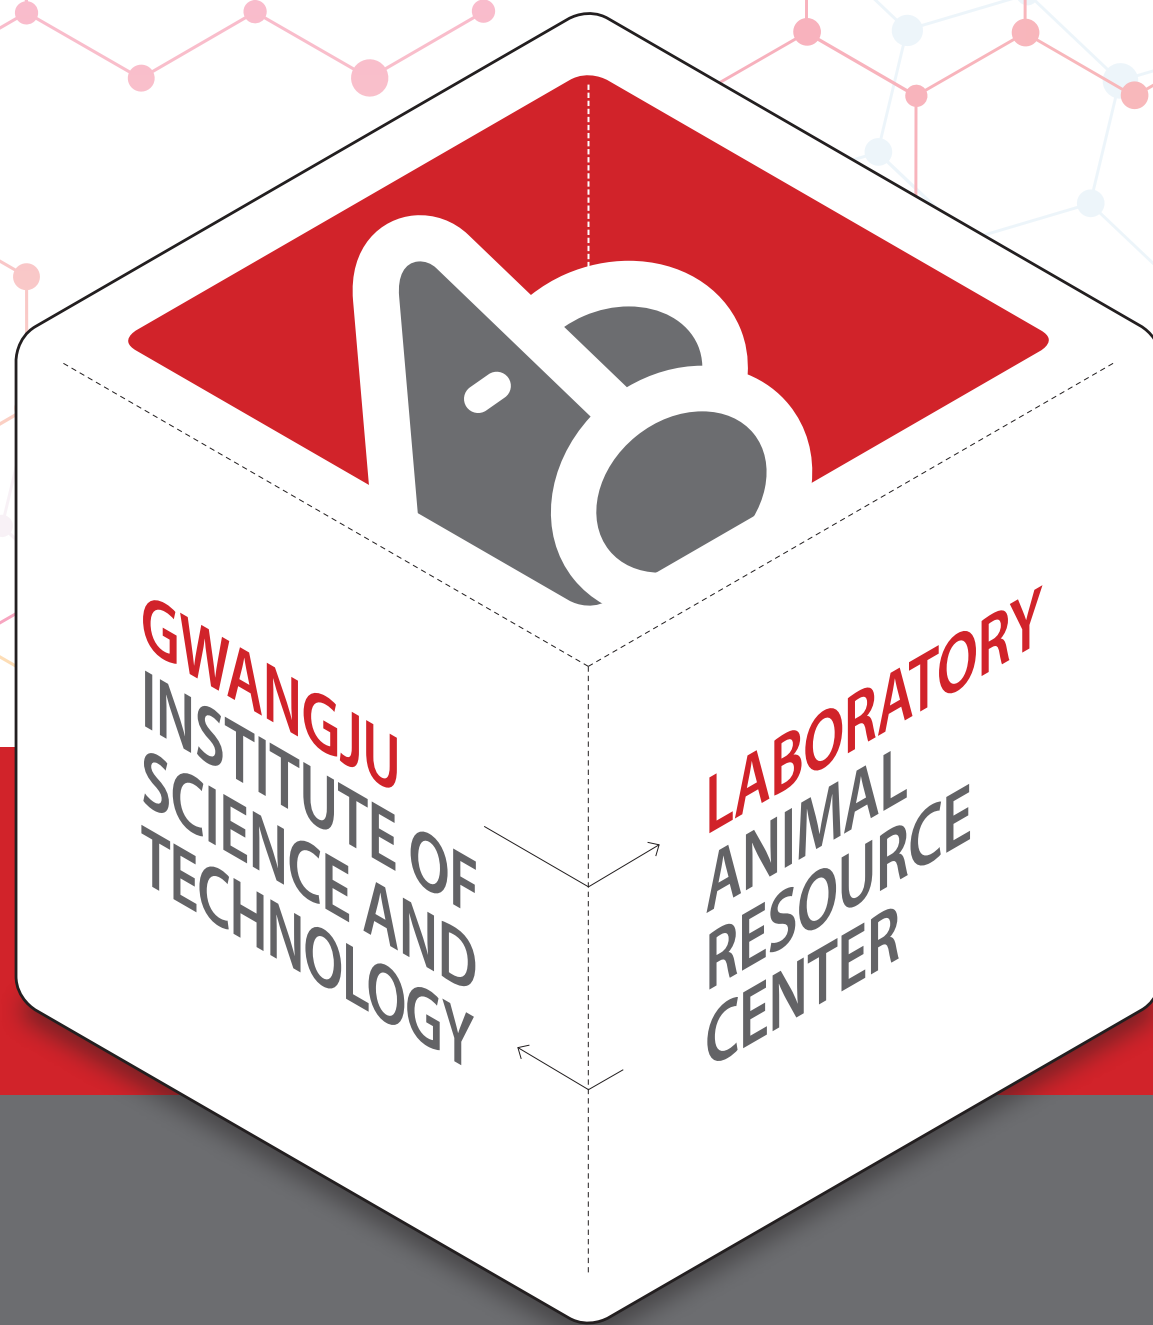 GWANGJU
INSTITUTE OF
SCIENCE AND
TECHNOLOGY
LABORATORY
ANIMAL
RESOURCE
CENTER